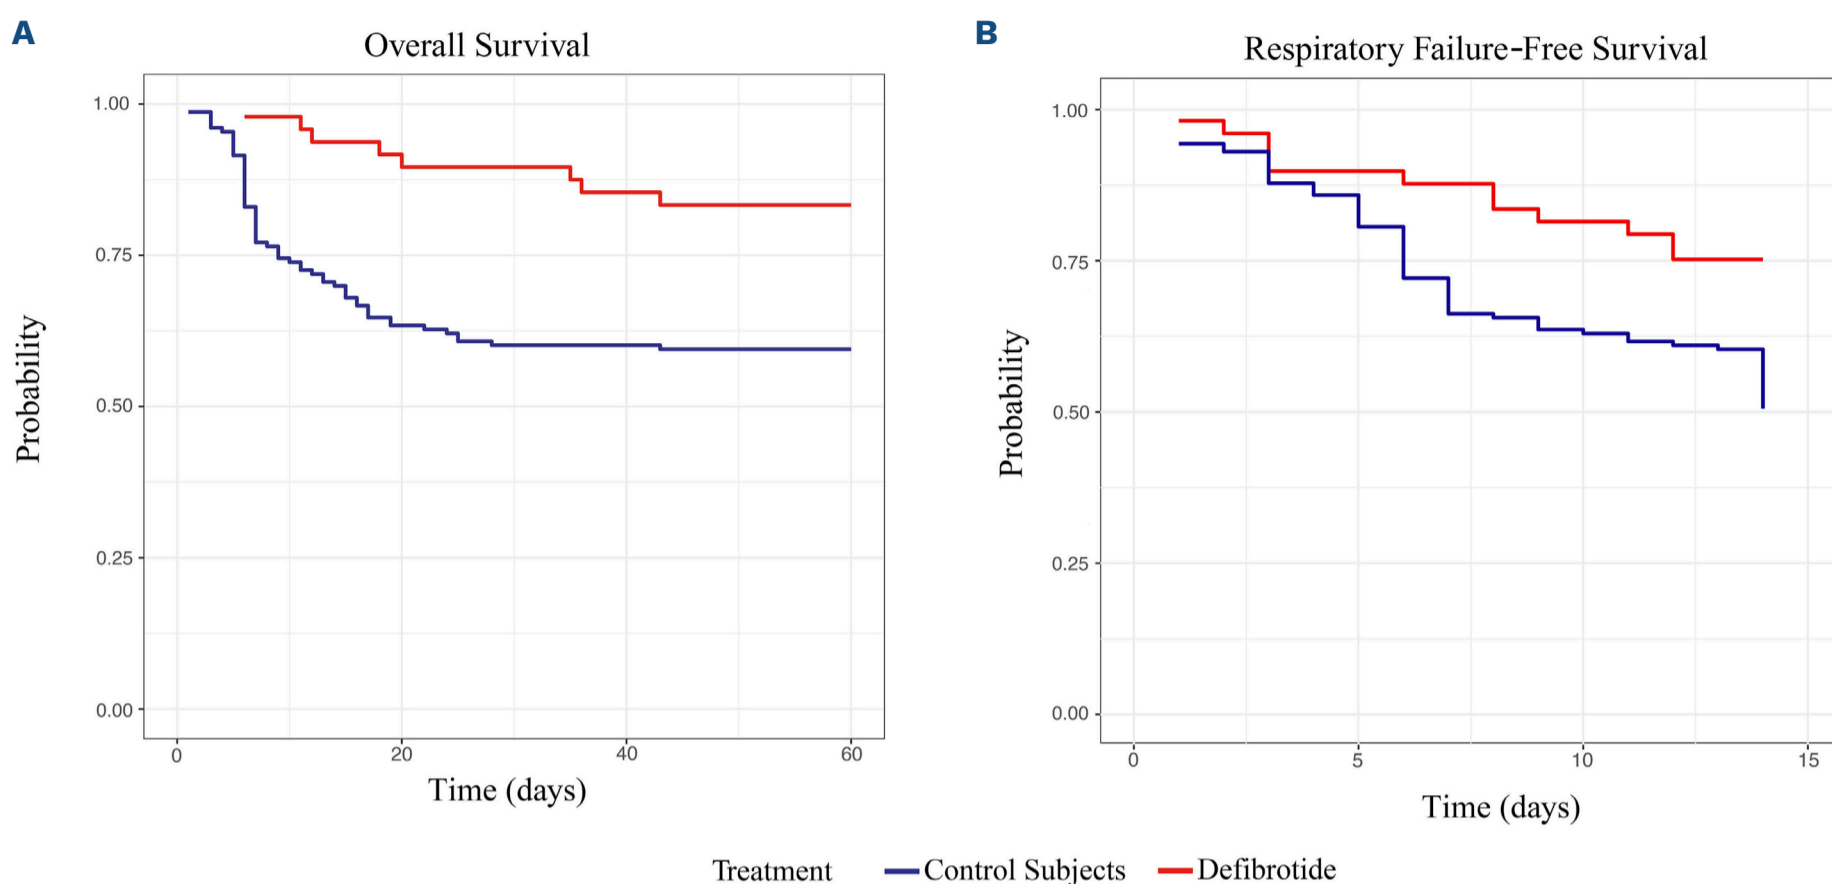 A
Overall Survival
1.00
0.75
0.50
0.25
0.00
Probability
0 20 40 60
Time (days)
B
Respiratory Failure-Free Survival
1.00
0.75
0.50
0.25
0.00
Probability
0 5 10 15
Time (days)
Treatment Control Subjects Defibrotide